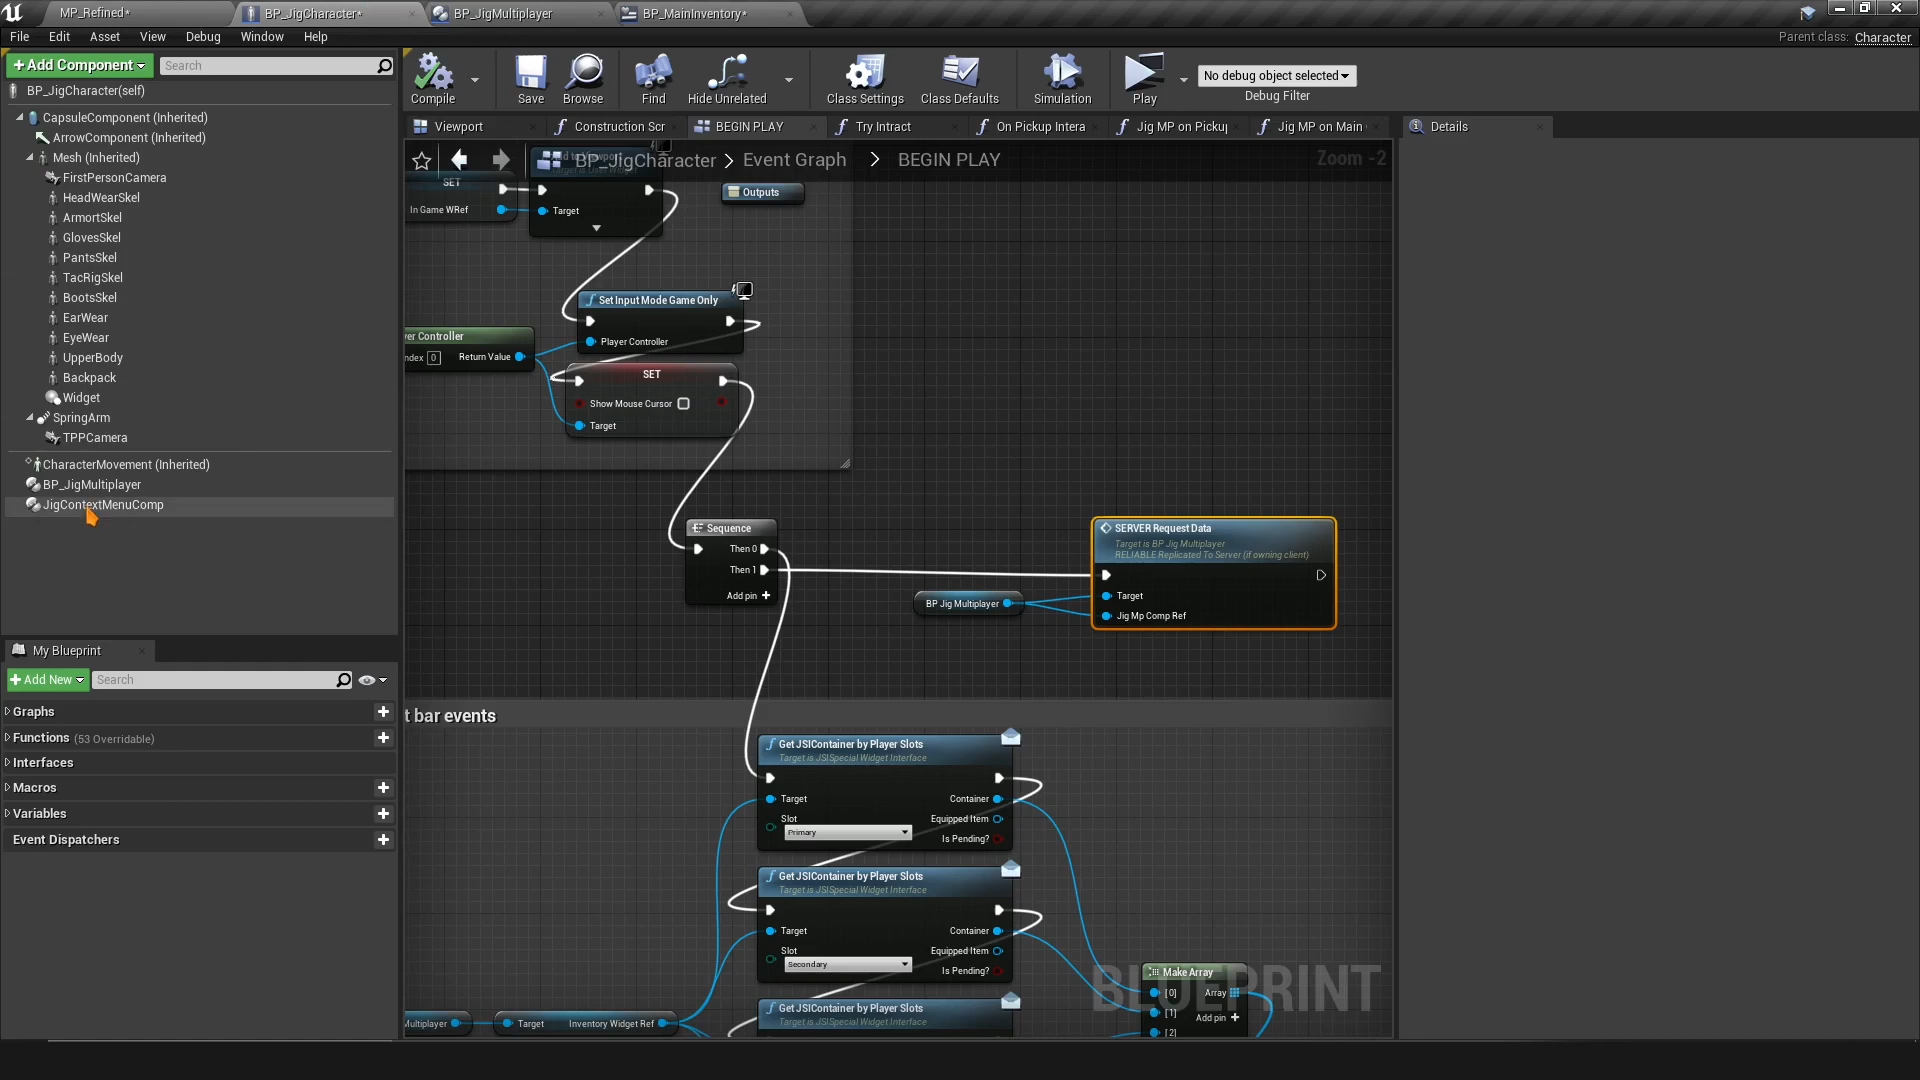 MP_Refined*
BP_JigCharacter*
BP_JigMultiplayer
BP_MainInventory*
File Edit Asset View Debug Window Help
Parent class: Character
Add Component
Search
BP_JigCharacter(self)
CapsuleComponent (Inherited)
ArrowComponent (Inherited)
Mesh (Inherited)
FirstPersonCamera
HeadWearSkel
ArmortSkel
GlovesSkel
PantsSkel
TacRigSkel
BootsSkel
EarWear
EyeWear
UpperBody
Backpack
Widget
SpringArm
TPPCamera
CharacterMovement (Inherited)
BP_JigMultiplayer
JigContextMenuComp
My Blueprint
Add New
Search
Graphs
Functions (53 Overridable)
Interfaces
Macros
Variables
Event Dispatchers
Compile
Save
Browse
Find
Hide Unrelated
Class Settings
Class Defaults
Simulation
Play
No debug object selected
Debug Filter
Viewport
Construction Scr
BEGIN PLAY
Try Intract
On Pickup Intera
Jig MP on Picku
Jig MP on Main
Details
BP_JigCharacter > Event Graph > BEGIN PLAY
Zoom -2
SET
In Game WRef
Target
Outputs
Set Input Mode Game Only
Player Controller
er Controller
ndex 0 Return Value
SET
Show Mouse Cursor
Target
Sequence
Then 0
Then 1
Add pin +
BP Jig Multiplayer
SERVER Request Data
Target is BP Jig Multiplayer
RELIABLE Replicated To Server (if owning client)
Target
Jig Mp Comp Ref
t bar events
Get JSIContainer by Player Slots
Target is JSISpecial Widget Interface
Target Container
Slot Equipped Item
Primary
Is Pending?
Get JSIContainer by Player Slots
Target is JSISpecial Widget Interface
Target Container
Slot Equipped Item
Secondary
Is Pending?
Get JSIContainer by Player Slots
Target is JSISpecial Widget Interface
Multiplayer
Target Inventory Widget Ref
Make Array
[0] Array
[1] Add pin +
[2]
BLUEPRINT